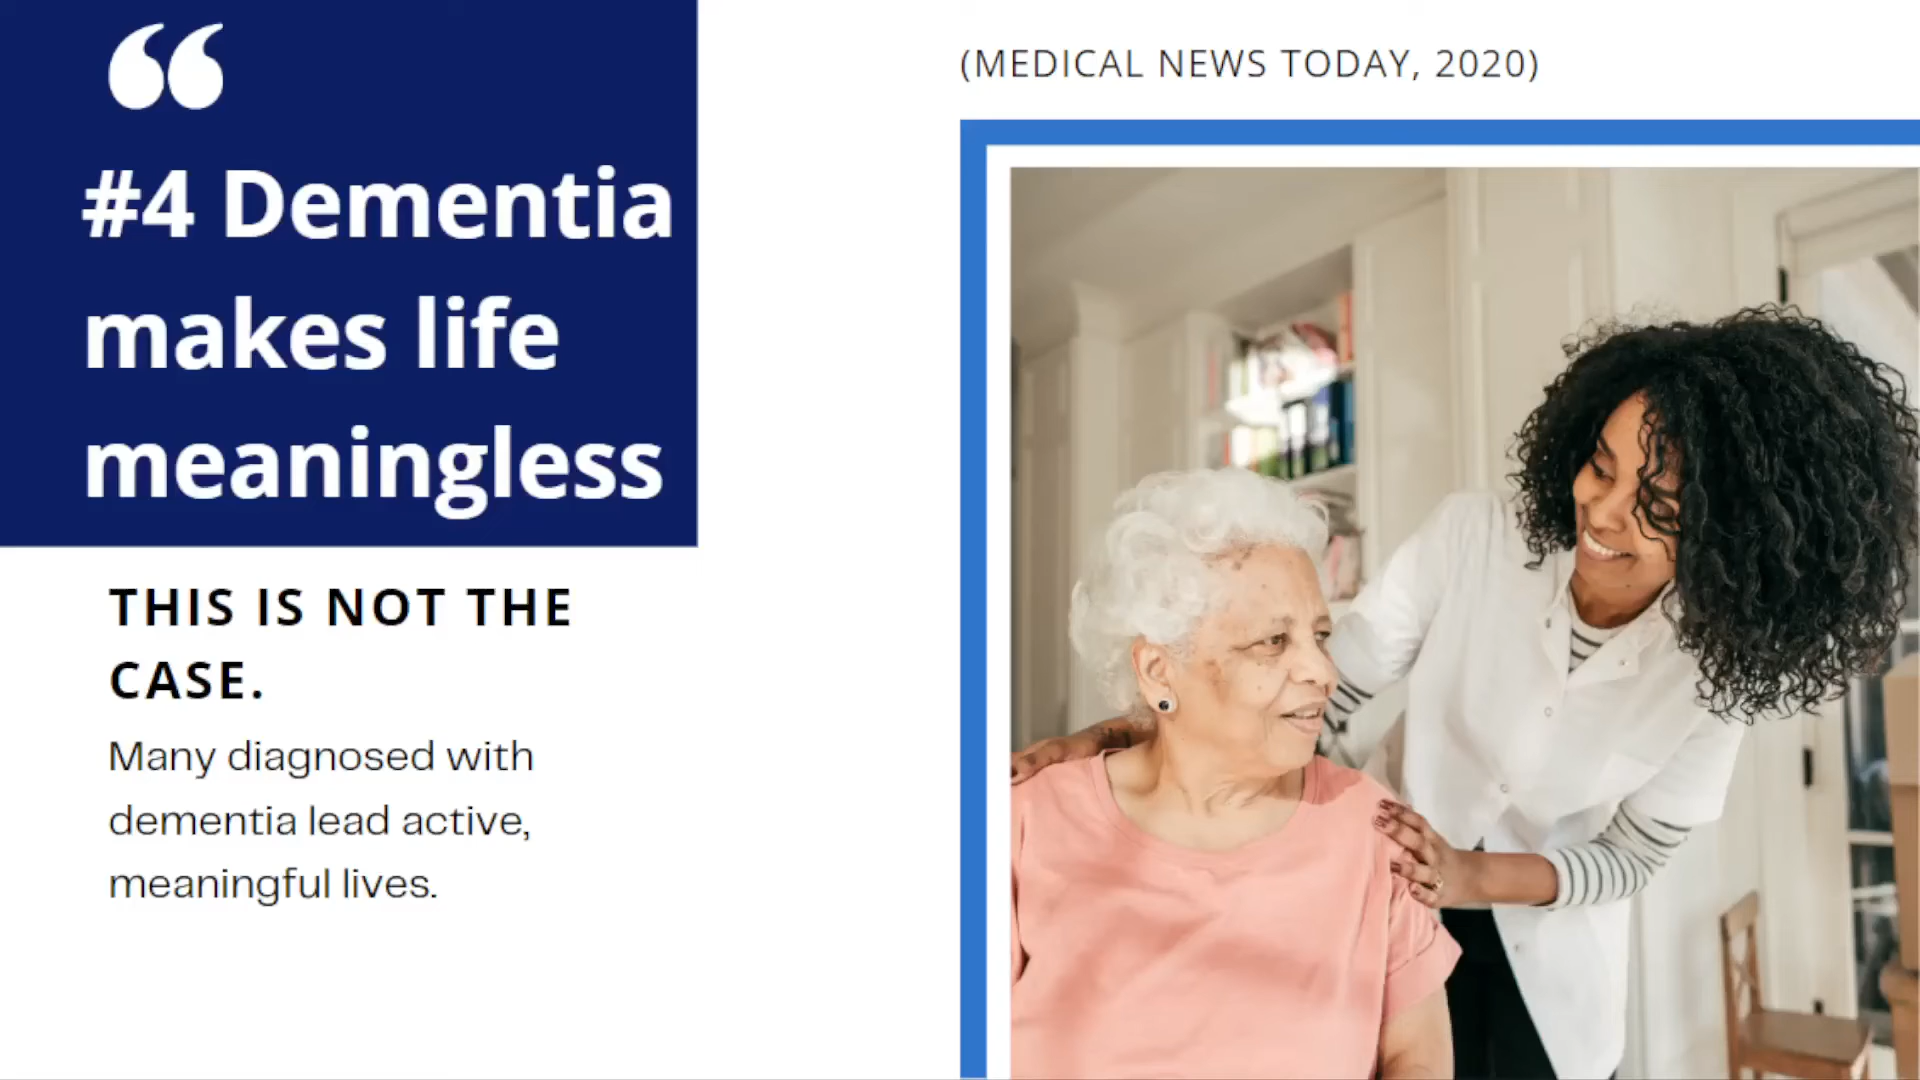 “
#4 Dementia
makes life
meaningless
THIS IS NOT THE
CASE.
Many diagnosed with
dementia lead active,
meaningful lives.
(MEDICAL NEWS TODAY, 2020)